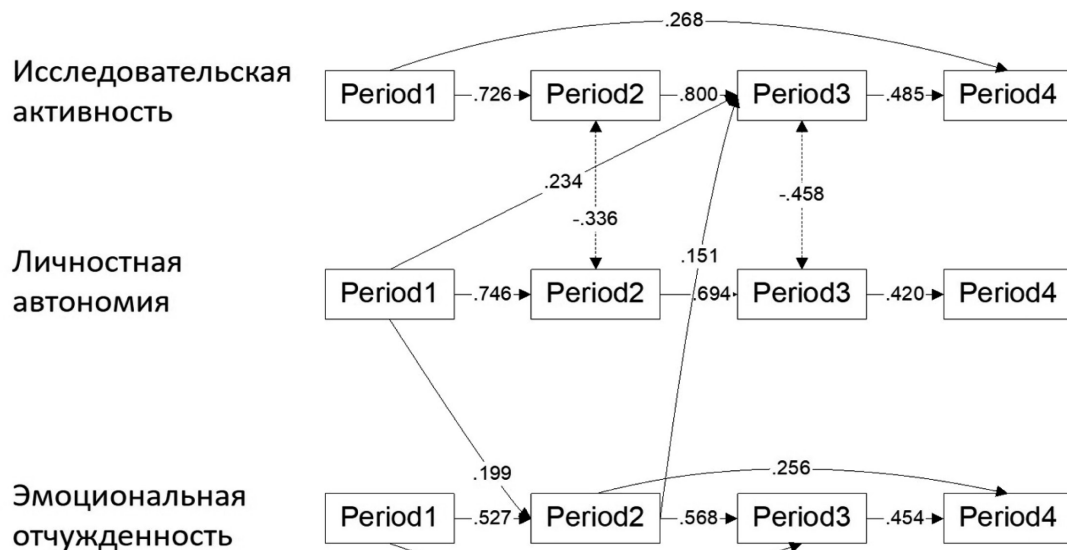 .268
Исследовательская
активность
Period1 .726 Period2 .800 Period3 .485 Period4
.234
-.336
-.458
.151
Личностная
автономия
Period1 .746 Period2 .694 Period3 .420 Period4
.199
.256
Эмоциональная
отчужденность
Period1 .527 Period2 .568 Period3 .454 Period4